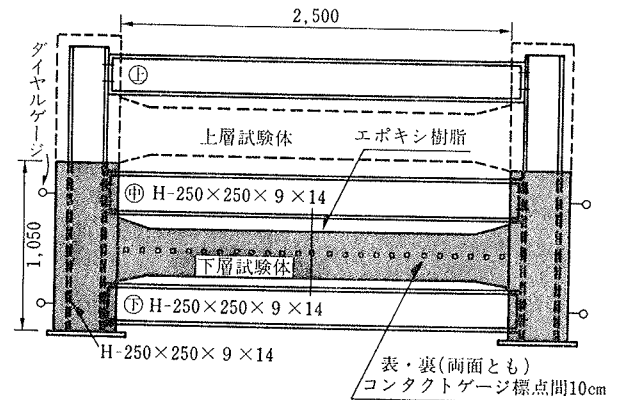 2,500
ダイヤルゲージ
㊤
上層試験体
エポキシ樹脂
㊥ H-250×250×9×14
1,050
下層試験体
㊦ H-250×250×9×14
H-250×250×9×14
表・裏(両面とも)
コンタクトゲージ標点間10cm